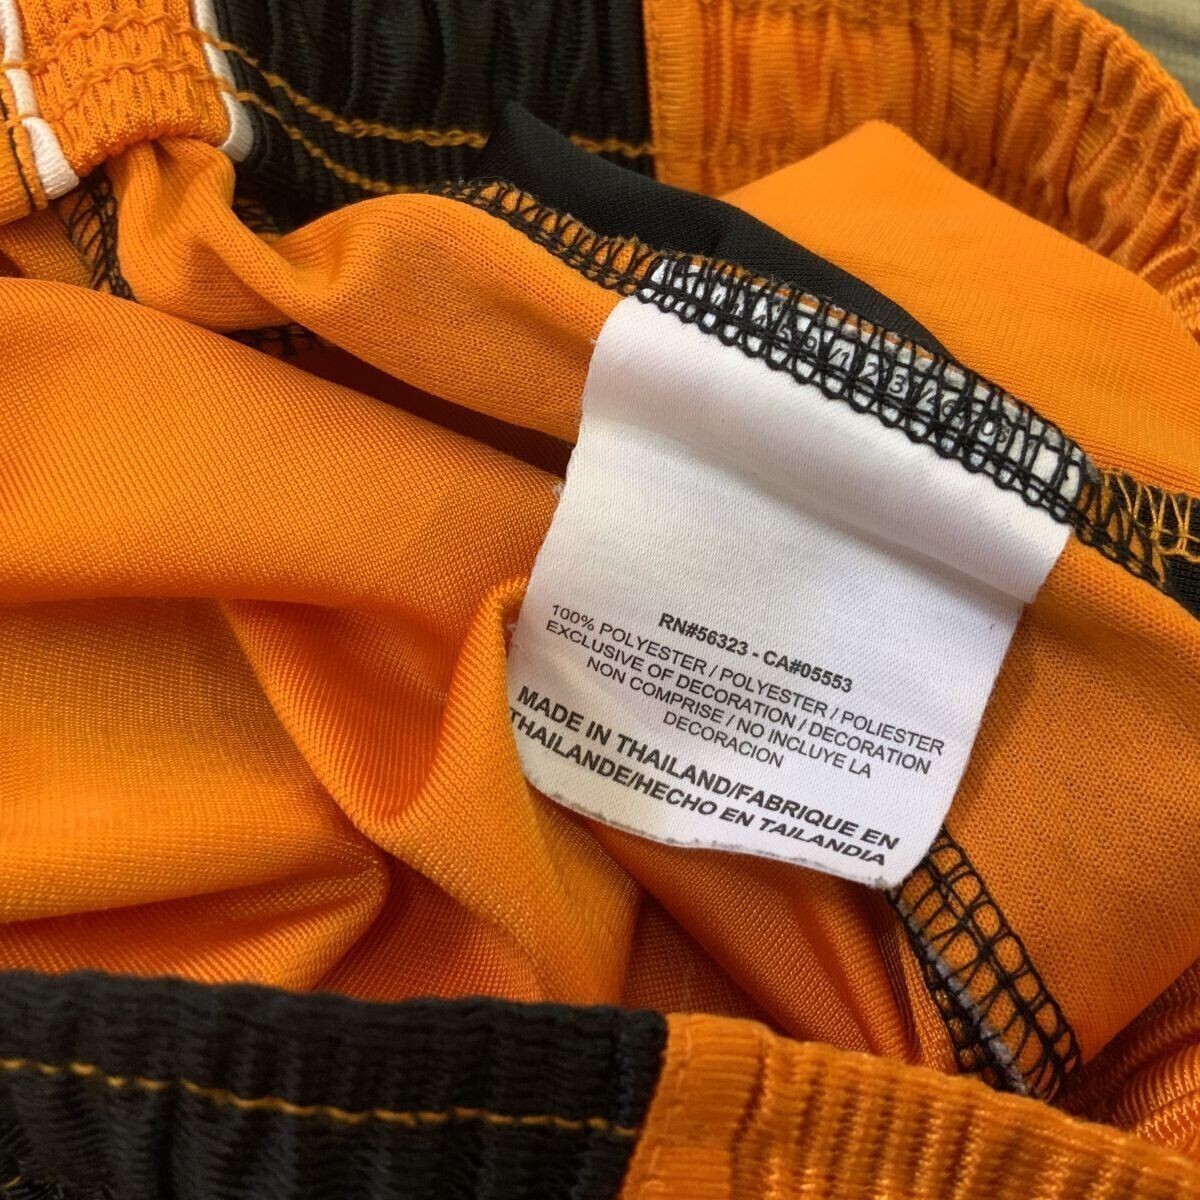 RN#56323 - CA#05553
100% POLYESTER / POLYESTER / POLIESTER
EXCLUSIVE OF DECORATION / DECORATION
NON COMPRISE / NO INCLUYE LA
DECORACION
MADE IN THAILAND/FABRIQUE EN
THAILANDE/HECHO EN TAILANDIA